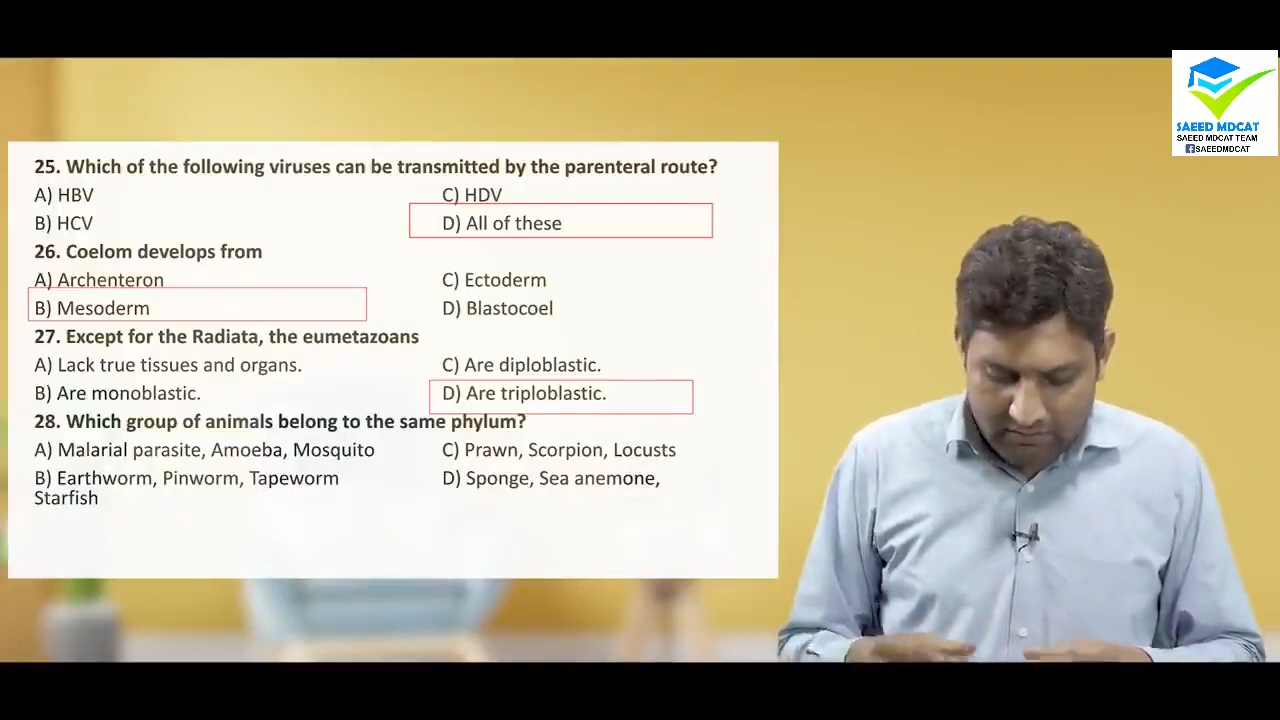 SAEED MDCAT
SAEED MDCAT TEAM
SAEEDMDCAT
25. Which of the following viruses can be transmitted by the parenteral route?
A) HBV C) HDV
B) HCV D) All of these
26. Coelom develops from
A) Archenteron C) Ectoderm
B) Mesoderm D) Blastocoel
27. Except for the Radiata, the eumetazoans
A) Lack true tissues and organs. C) Are diploblastic.
B) Are monoblastic. D) Are triploblastic.
28. Which group of animals belong to the same phylum?
A) Malarial parasite, Amoeba, Mosquito C) Prawn, Scorpion, Locusts
B) Earthworm, Pinworm, Tapeworm D) Sponge, Sea anemone,
Starfish